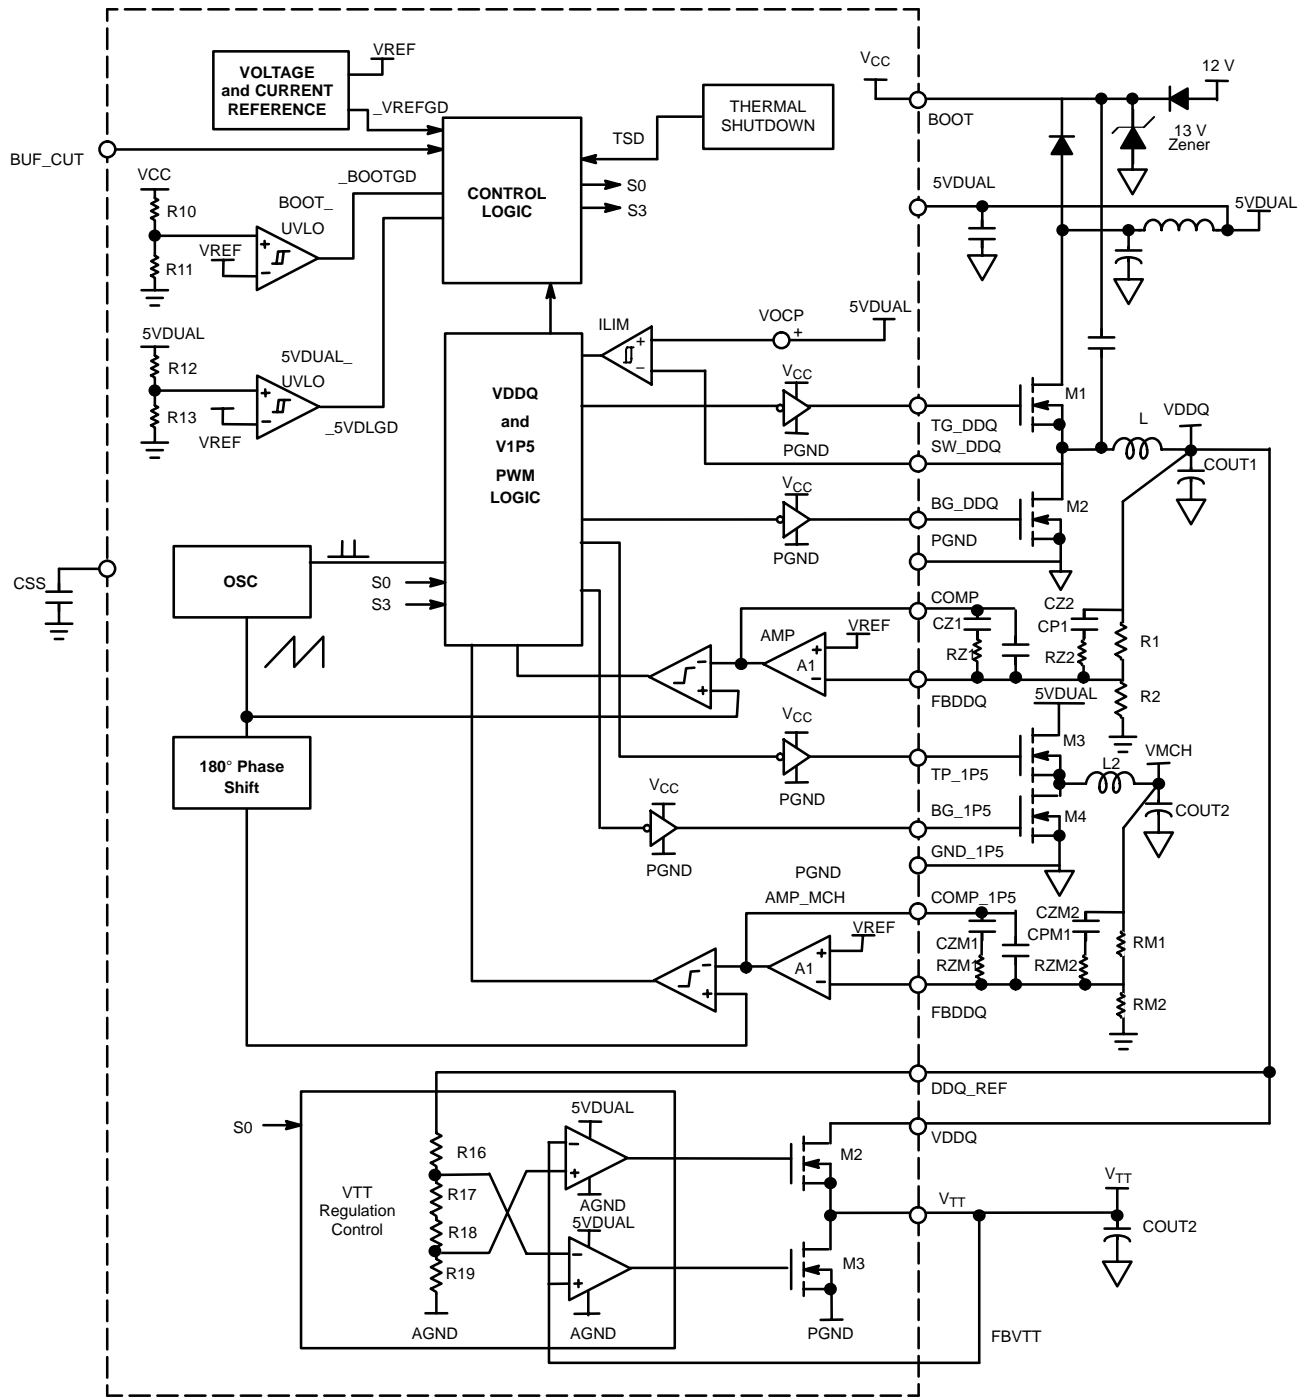 VREF
VOLTAGE
and CURRENT
REFERENCE
_VREFGD
THERMAL
SHUTDOWN
TSD
VCC
BOOT
12 V
13 V
Zener
BUF_CUT
CONTROL
LOGIC
S0
S3
VCC
R10
R11
VREF
BOOT_
UVLO
_BOOTGD
5VDUAL
5VDUAL
5VDUAL
R12
R13
VREF
5VDUAL_
UVLO
_5VDLGD
ILIM
VOCP
+
5VDUAL
VDDQ
and
V1P5
PWM
LOGIC
VCC
PGND
TG_DDQ
SW_DDQ
M1
L
VDDQ
COUT1
VCC
PGND
BG_DDQ
PGND
M2
CSS
OSC
S0
S3
COMP
AMP
VREF
A1
CZ1
RZ1
CZ2
CP1
RZ2
R1
R2
FBDDQ
5VDUAL
180° Phase
Shift
VCC
PGND
TP_1P5
M3
L2
VMCH
COUT2
VCC
PGND
BG_1P5
M4
GND_1P5
PGND
AMP_MCH
COMP_1P5
VREF
A1
CZM1
RZM1
CZM2
CPM1
RZM2
RM1
RM2
FBDDQ
DDQ_REF
S0
VTT
Regulation
Control
R16
R17
R18
R19
AGND
5VDUAL
AGND
5VDUAL
AGND
M2
M3
PGND
VDDQ
VTT
VTT
COUT2
FBVTT